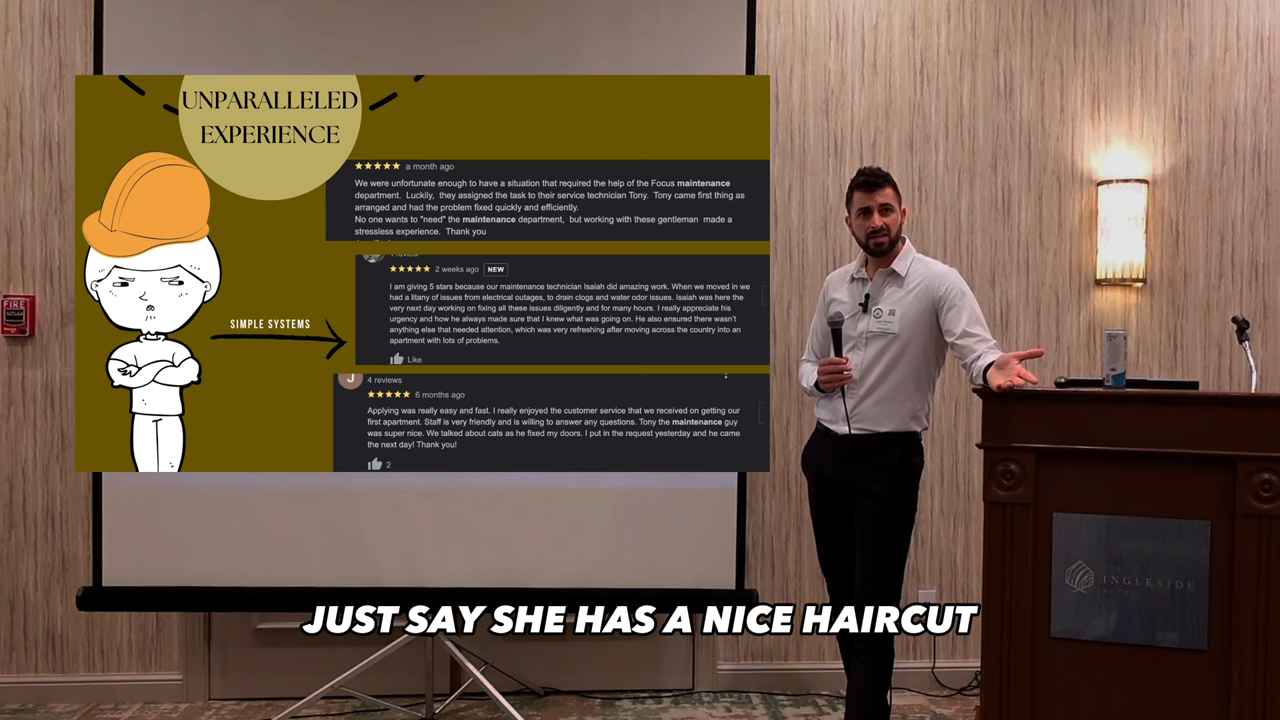 UNPARALLELED
EXPERIENCE
SIMPLE SYSTEMS
★★★★★ a month ago
We were unfortunate enough to have a situation that required the help of the Focus maintenance
department. Luckily, they assigned the task to their service technician Tony. Tony came first thing as
arranged and had the problem fixed quickly and efficiently.
No one wants to "need" the maintenance department, but working with these gentleman made a
stressless experience. Thank you
1 review
★★★★★ 2 weeks ago NEW
I am giving 5 stars because our maintenance technician Isaiah did amazing work. When we moved in we
had a litany of issues from electrical outages, to drain clogs and water odor issues. Isaiah was here the
very next day working on fixing all these issues diligently and for many hours. I really appreciate his
urgency and how he always made sure that I knew what was going on. He also ensured there wasn't
anything else that needed attention, which was very refreshing after moving across the country into an
apartment with lots of problems.
Like
J
4 reviews
★★★★★ 6 months ago
Applying was really easy and fast. I really enjoyed the customer service that we received on getting our
first apartment. Staff is very friendly and is willing to answer any questions. Tony the maintenance guy
was super nice. We talked about cats as he fixed my doors. I put in the request yesterday and he came
the next day! Thank you!
2
FIRE
INGLESIDE
HOTEL
JUST SAY SHE HAS A NICE HAIRCUT